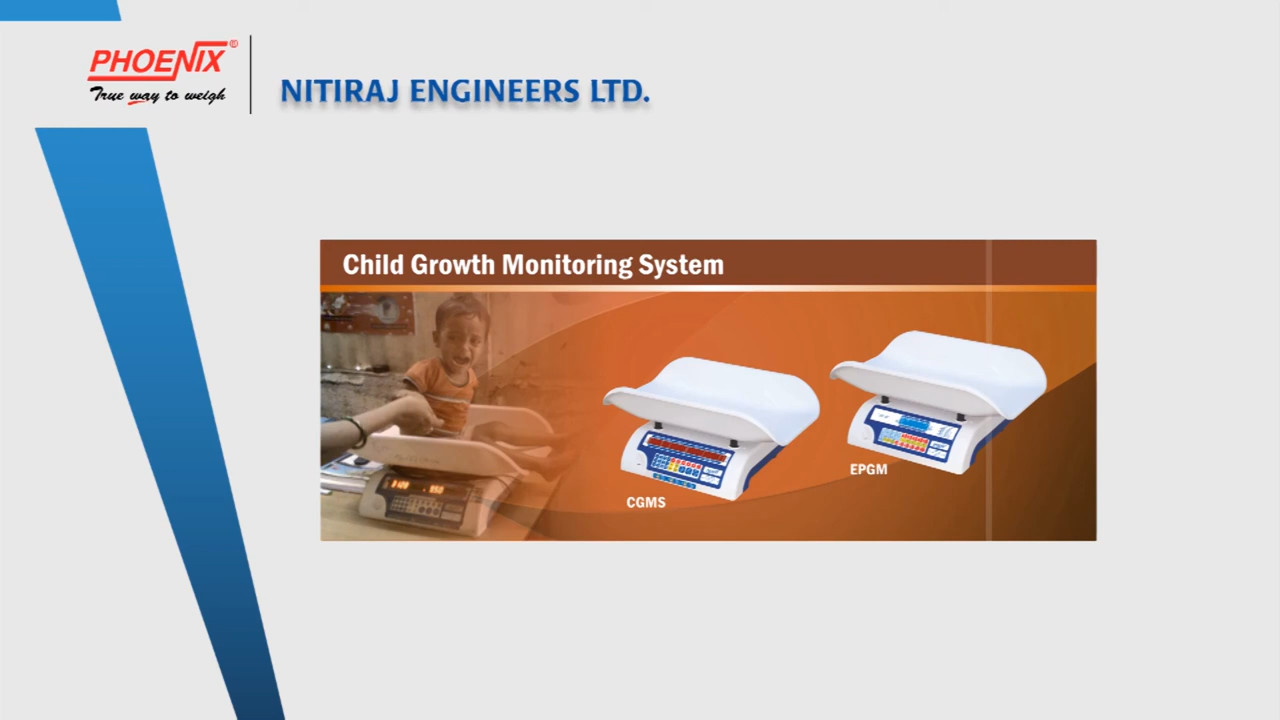 PHOENIX®
True way to weigh
NITIRAJ ENGINEERS LTD.
Child Growth Monitoring System
EPGM
CGMS